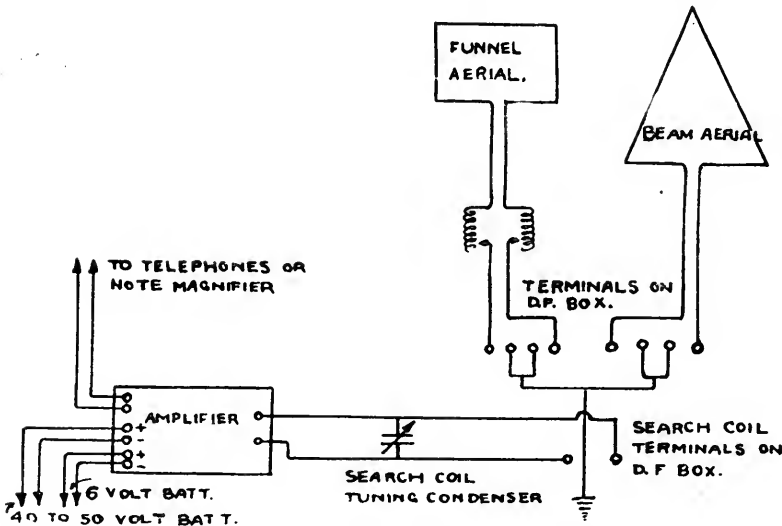 FUNNEL
AERIAL.
BEAM AERIAL
TO TELEPHONES OR
NOTE MAGNIFIER
TERMINALS ON
D.F. BOX.
AMPLIFIER
+
-
+
-
SEARCH COIL
TERMINALS ON
D.F BOX.
SEARCH COIL
TUNING CONDENSER
6 VOLT BATT.
40 TO 50 VOLT BATT.